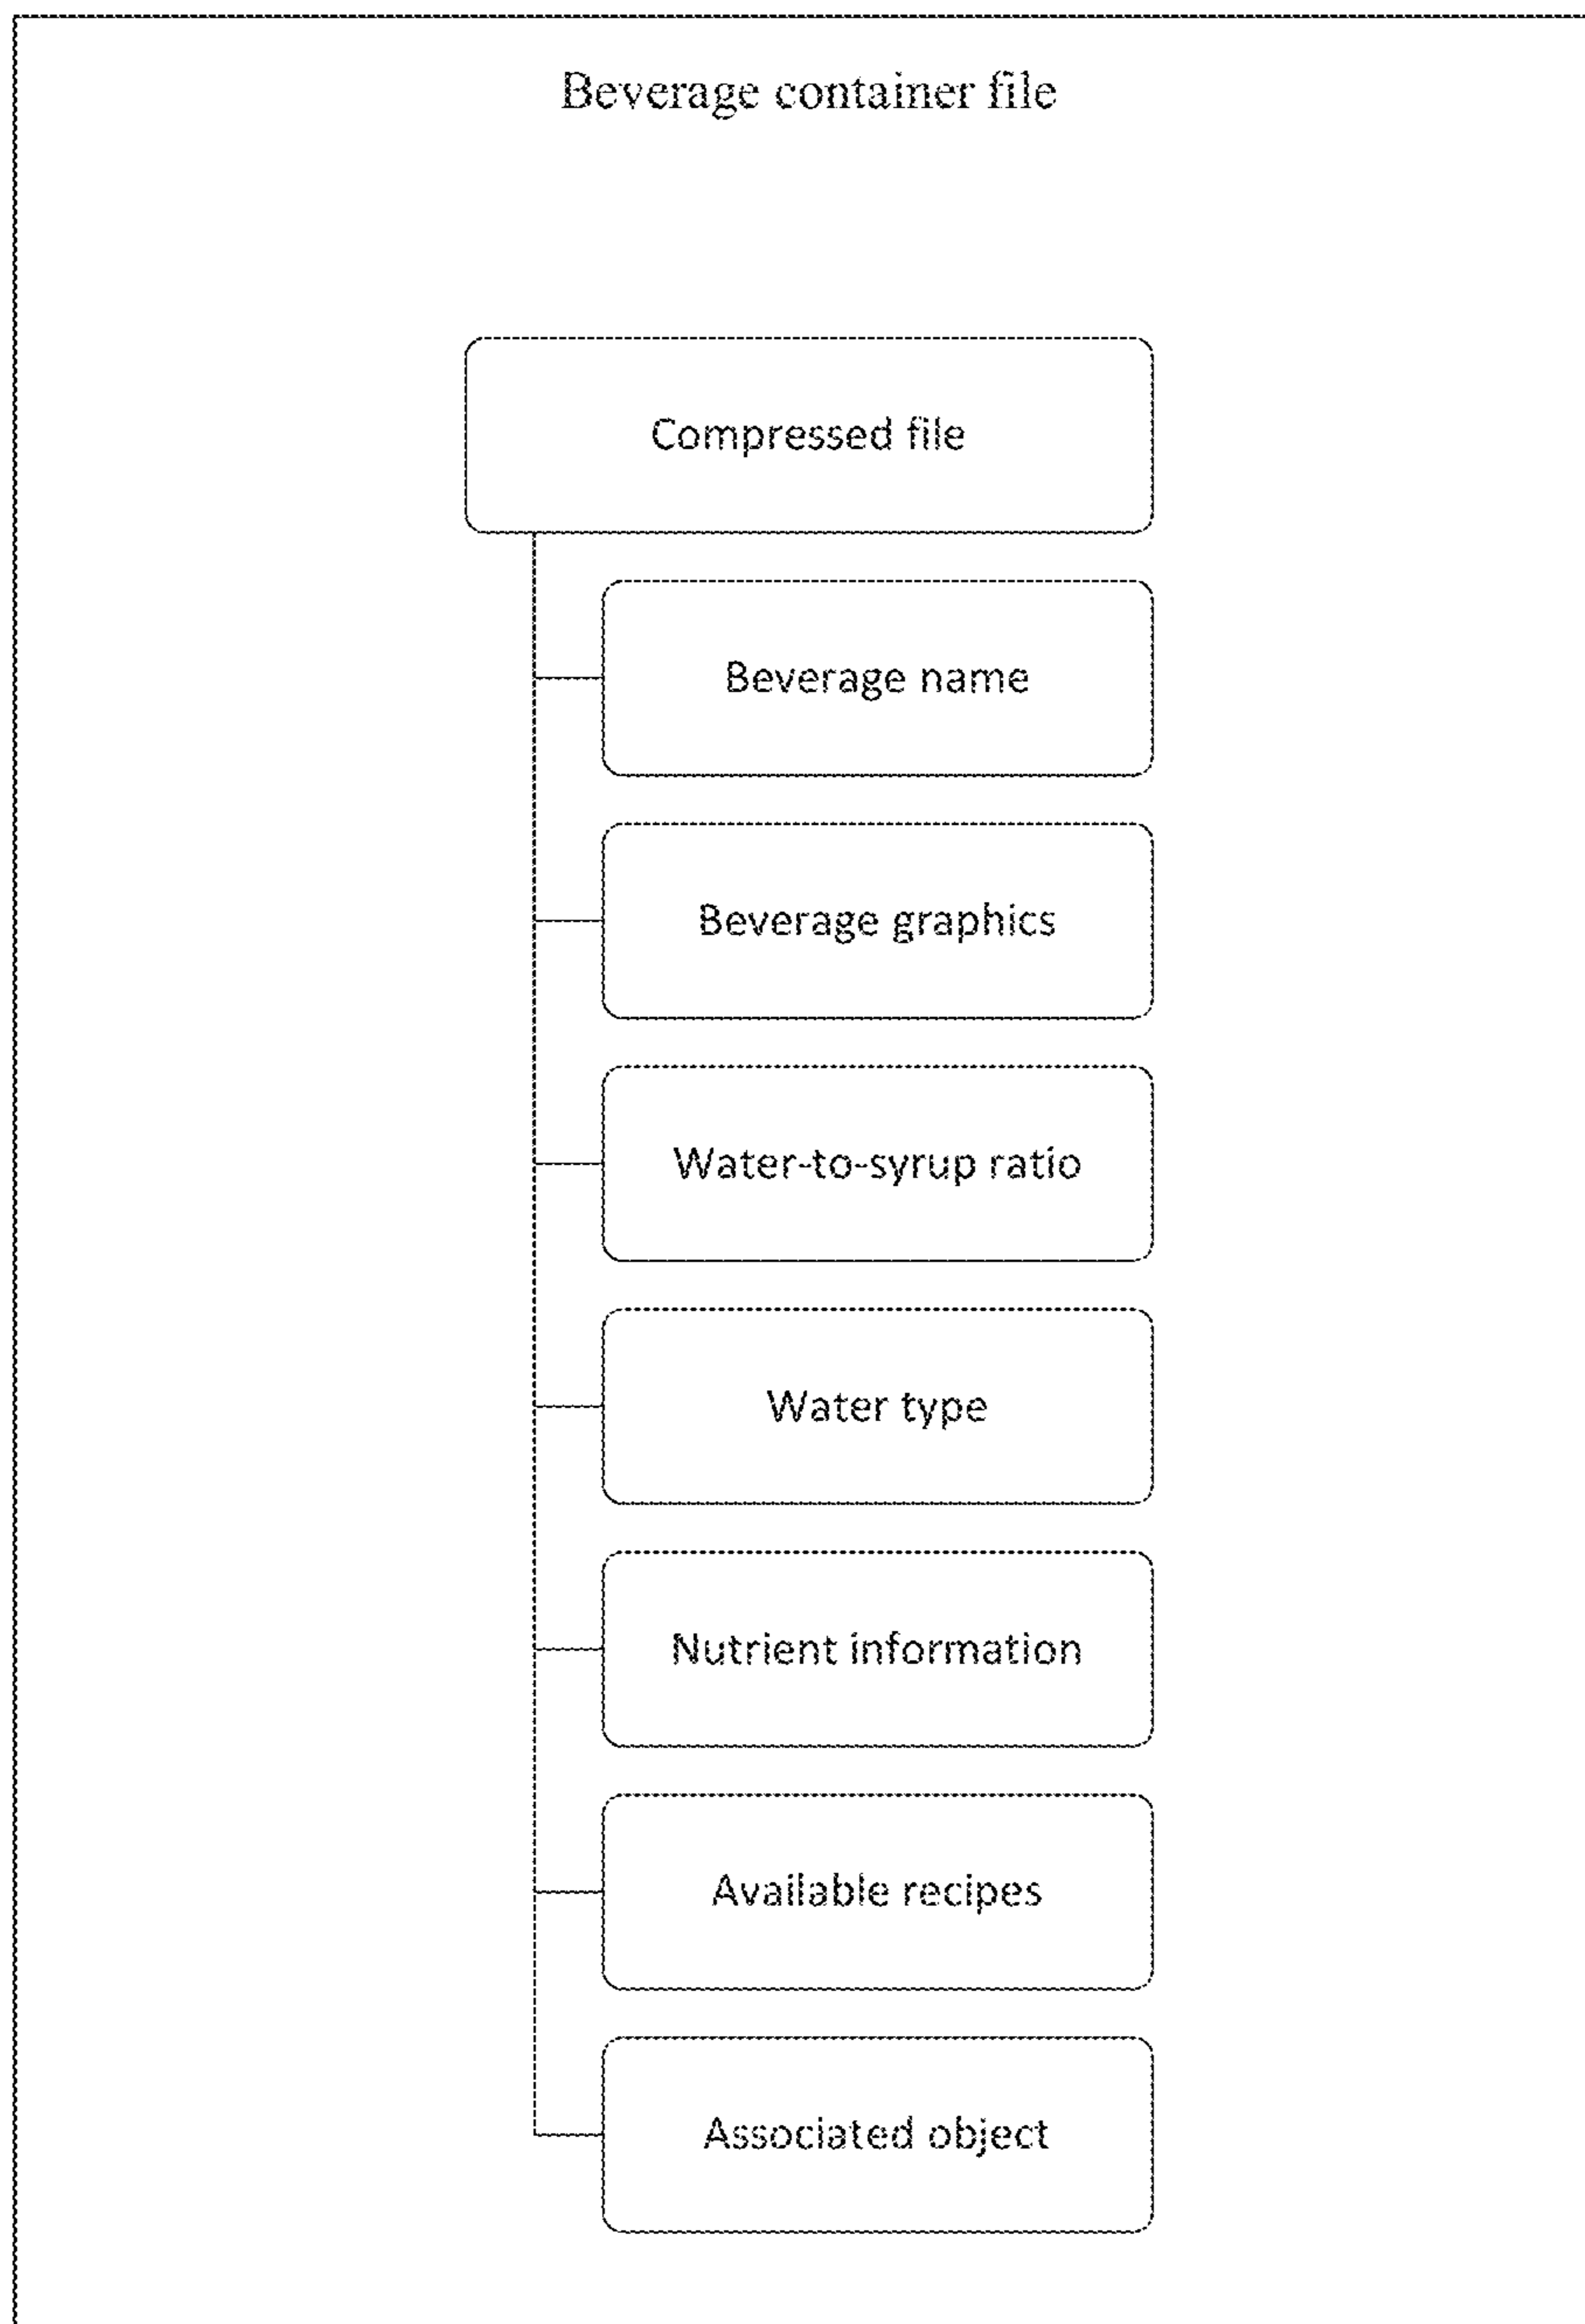 Beverage container file
Compressed file
Beverage name
Beverage graphics
Water-to-syrup ratio
Water type
Nutrient information
Available recipes
Associated object